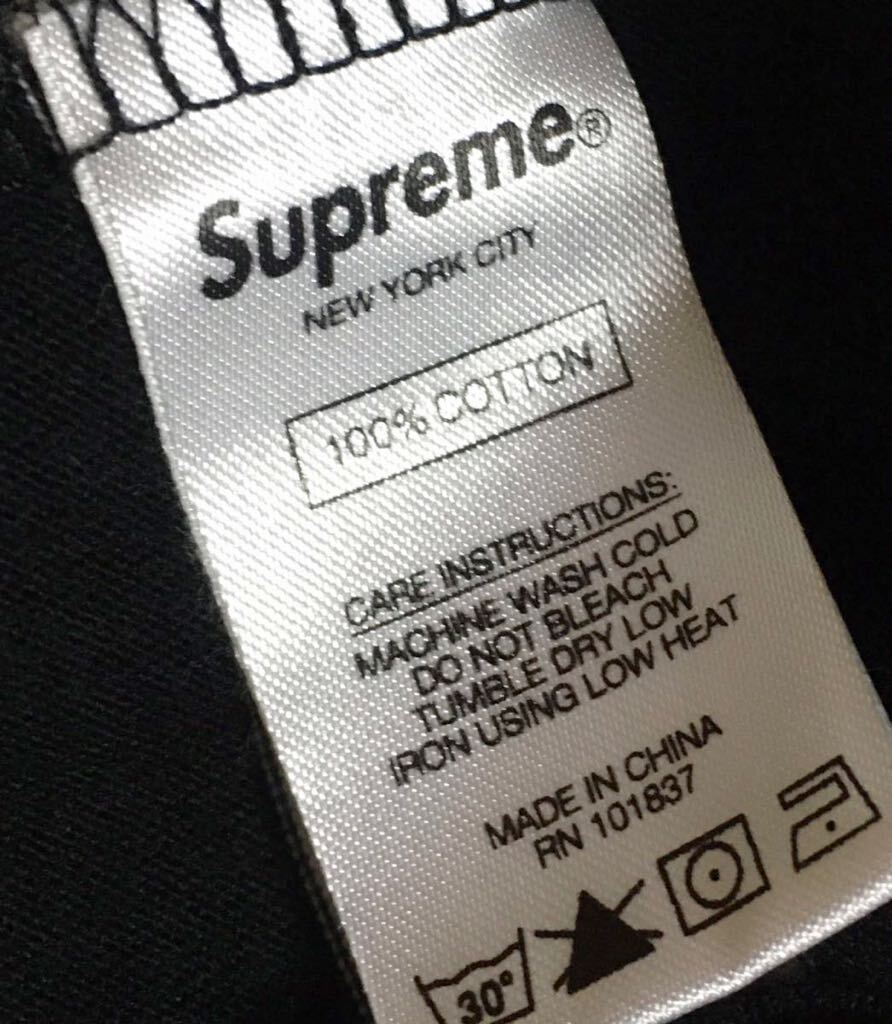 Supreme®
NEW YORK CITY
100% COTTON
CARE INSTRUCTIONS:
MACHINE WASH COLD
DO NOT BLEACH
TUMBLE DRY LOW
IRON USING LOW HEAT
MADE IN CHINA
RN 101837
30°